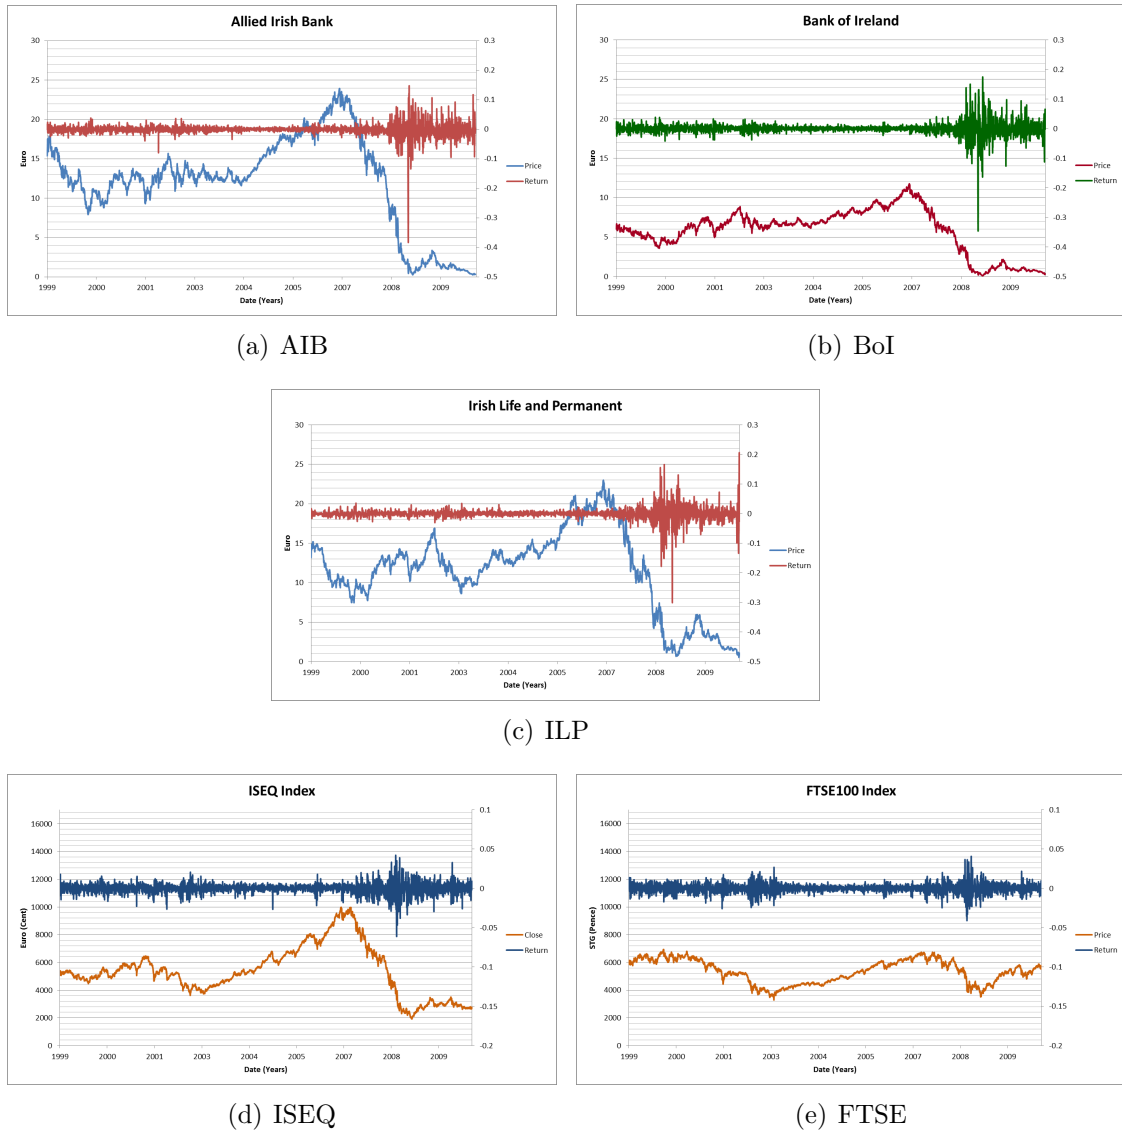 Allied Irish Bank
30
25
20
15
10
5
0
Euro
0.3
0.2
0.1
0
-0.1
-0.2
-0.3
-0.4
-0.5
Price
Return
1999 2000 2001 2003 2004 2005 2007 2008 2009
Date (Years)
(a) AIB
Bank of Ireland
30
25
20
15
10
5
0
Euro
0.3
0.2
0.1
0
-0.1
-0.2
-0.3
-0.4
-0.5
Price
Return
1999 2000 2001 2003 2004 2005 2007 2008 2009
Date (Years)
(b) BoI
Irish Life and Permanent
30
25
20
15
10
5
0
Euro
0.3
0.2
0.1
0
-0.1
-0.2
-0.3
-0.4
-0.5
Price
Return
1999 2000 2001 2003 2004 2005 2007 2008 2009
Date (Years)
(c) ILP
ISEQ Index
16000
14000
12000
10000
8000
6000
4000
2000
0
Euro (Cent)
0.1
0.05
0
-0.05
-0.1
-0.15
-0.2
Close
Return
1999 2000 2001 2003 2004 2005 2007 2008 2009
Date (Years)
(d) ISEQ
FTSE100 Index
16000
14000
12000
10000
8000
6000
4000
2000
0
STG (Pence)
0.1
0.05
0
-0.05
-0.1
-0.15
-0.2
Price
Return
1999 2000 2001 2003 2004 2005 2007 2008 2009
Date (Years)
(e) FTSE